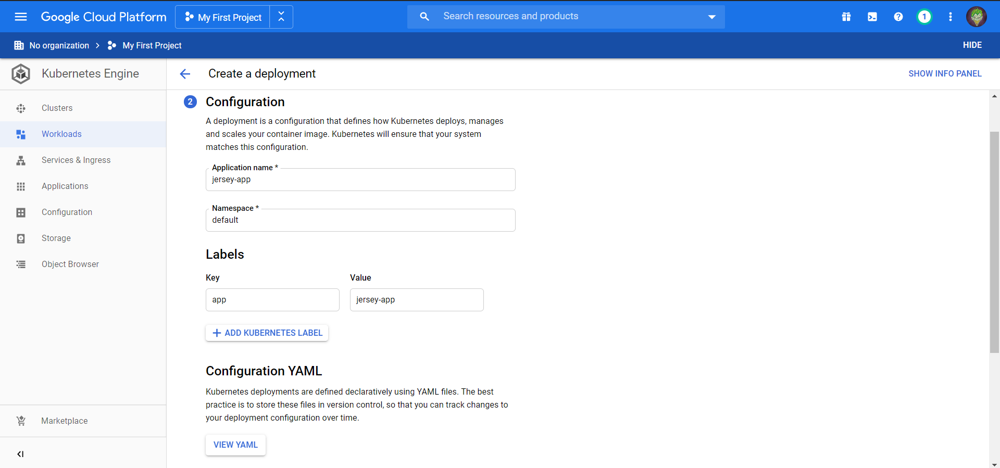 Google Cloud Platform
My First Project
Search resources and products
1
No organization
My First Project
HIDE
Kubernetes Engine
Create a deployment
SHOW INFO PANEL
Clusters
Workloads
Services & Ingress
Applications
Configuration
Storage
Object Browser
Marketplace
2 Configuration
A deployment is a configuration that defines how Kubernetes deploys, manages
and scales your container image. Kubernetes will ensure that your system
matches this configuration.
Application name *
jersey-app
Namespace *
default
Labels
Key Value
app jersey-app
ADD KUBERNETES LABEL
Configuration YAML
Kubernetes deployments are defined declaratively using YAML files. The best
practice is to store these files in version control, so that you can track changes to
your deployment configuration over time.
VIEW YAML